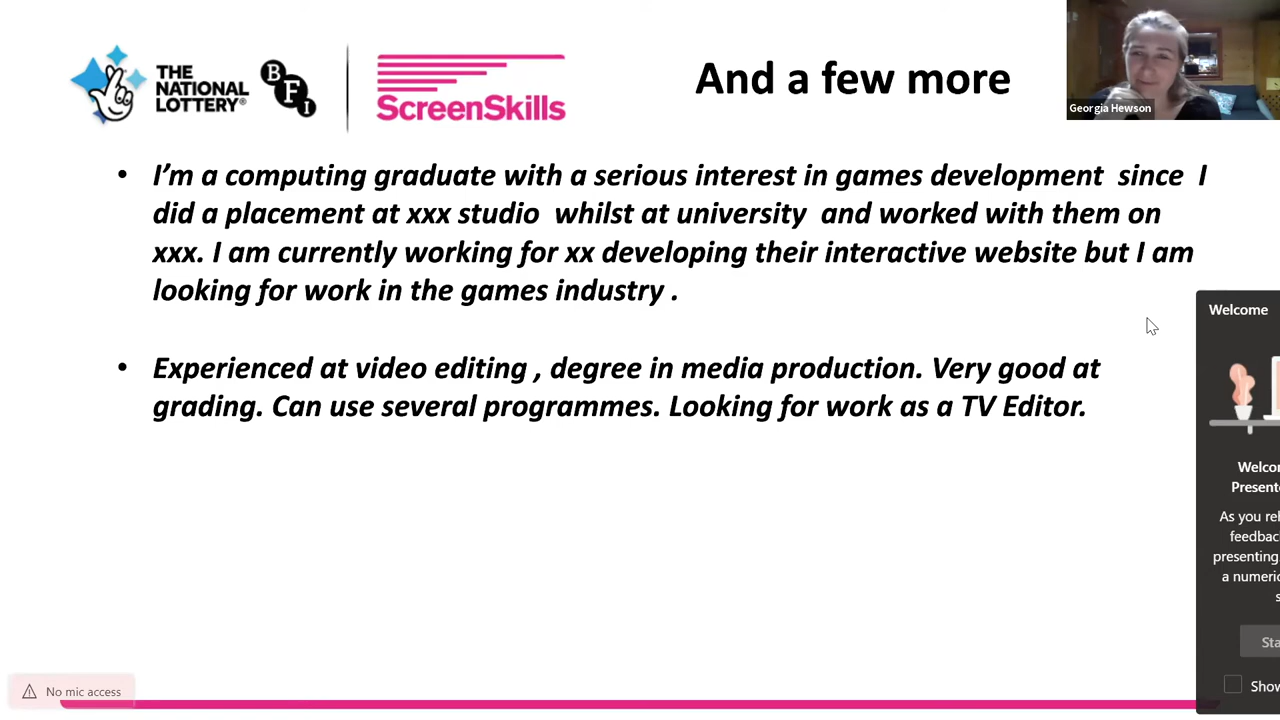 THE
NATIONAL
LOTTERY®
BFI
ScreenSkills
And a few more
Georgia Hewson
• I’m a computing graduate with a serious interest in games development since I
did a placement at xxx studio whilst at university and worked with them on
xxx. I am currently working for xx developing their interactive website but I am
looking for work in the games industry .
• Experienced at video editing , degree in media production. Very good at
grading. Can use several programmes. Looking for work as a TV Editor.
Welcome
As you
presenting.
No mic access